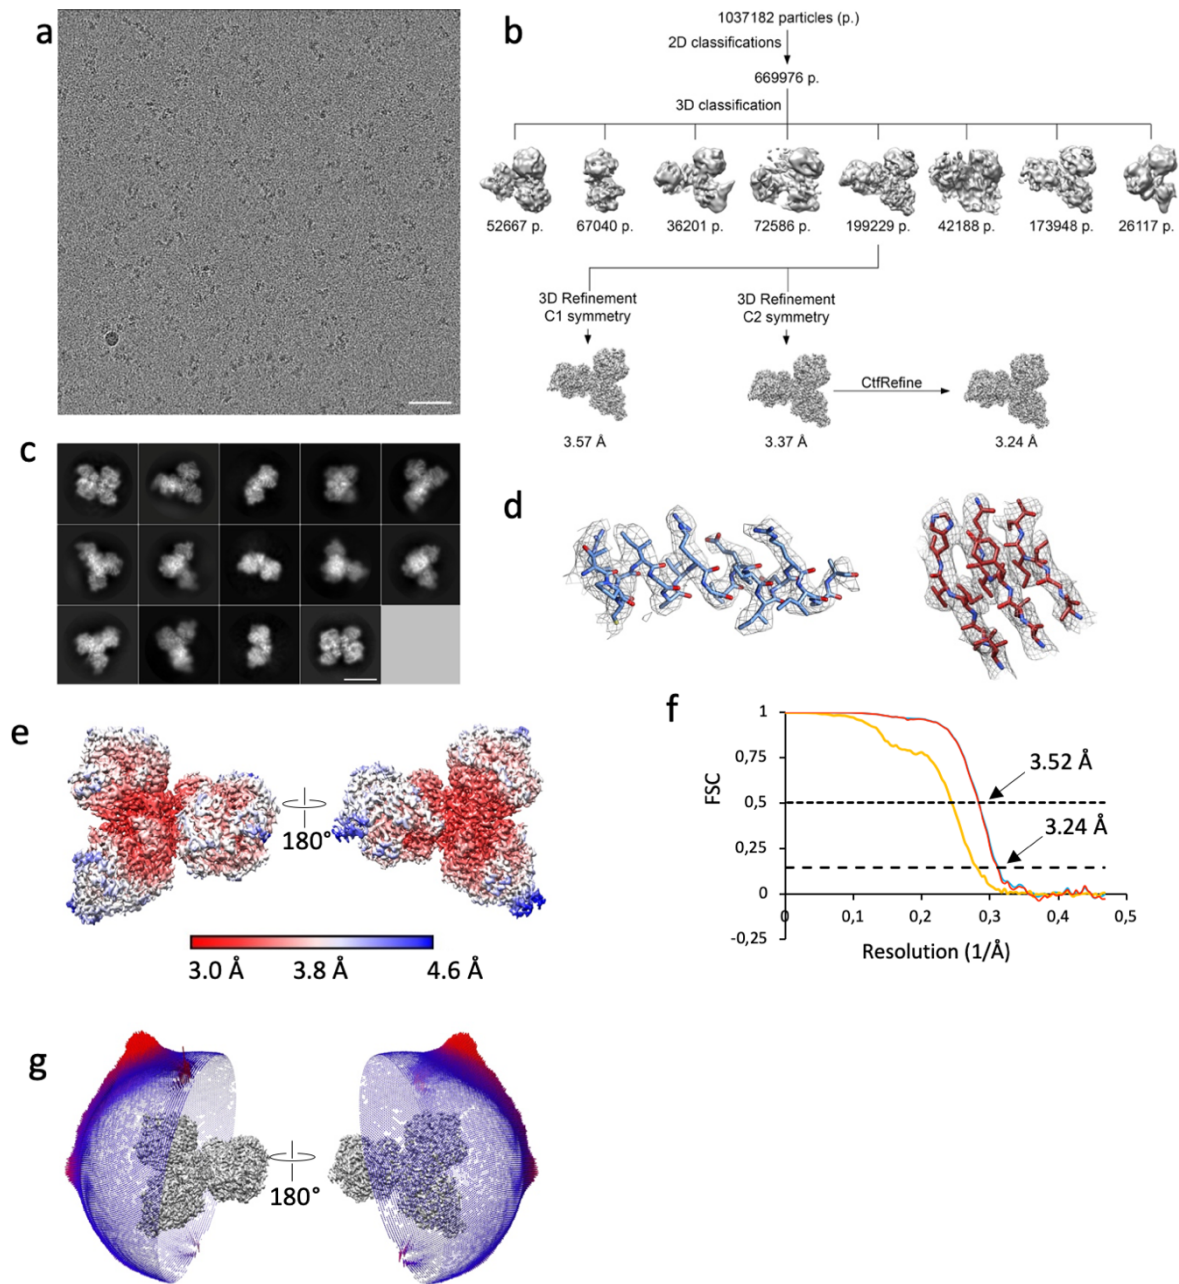 a
b
1037182 particles (p.)
2D classifications
669976 p.
3D classification
52667 p.
67040 p.
36201 p.
72586 p.
199229 p.
42188 p.
173948 p.
26117 p.
3D Refinement
C1 symmetry
3D Refinement
C2 symmetry
CtfRefine
3.57 Å
3.37 Å
3.24 Å
c
d
e
180°
3.0 Å
3.8 Å
4.6 Å
f
1
0,75
0,5
0,25
0
-0,25
FSC
3.52 Å
3.24 Å
0
0,1
0,2
0,3
0,4
0,5
Resolution (1/Å)
g
180°